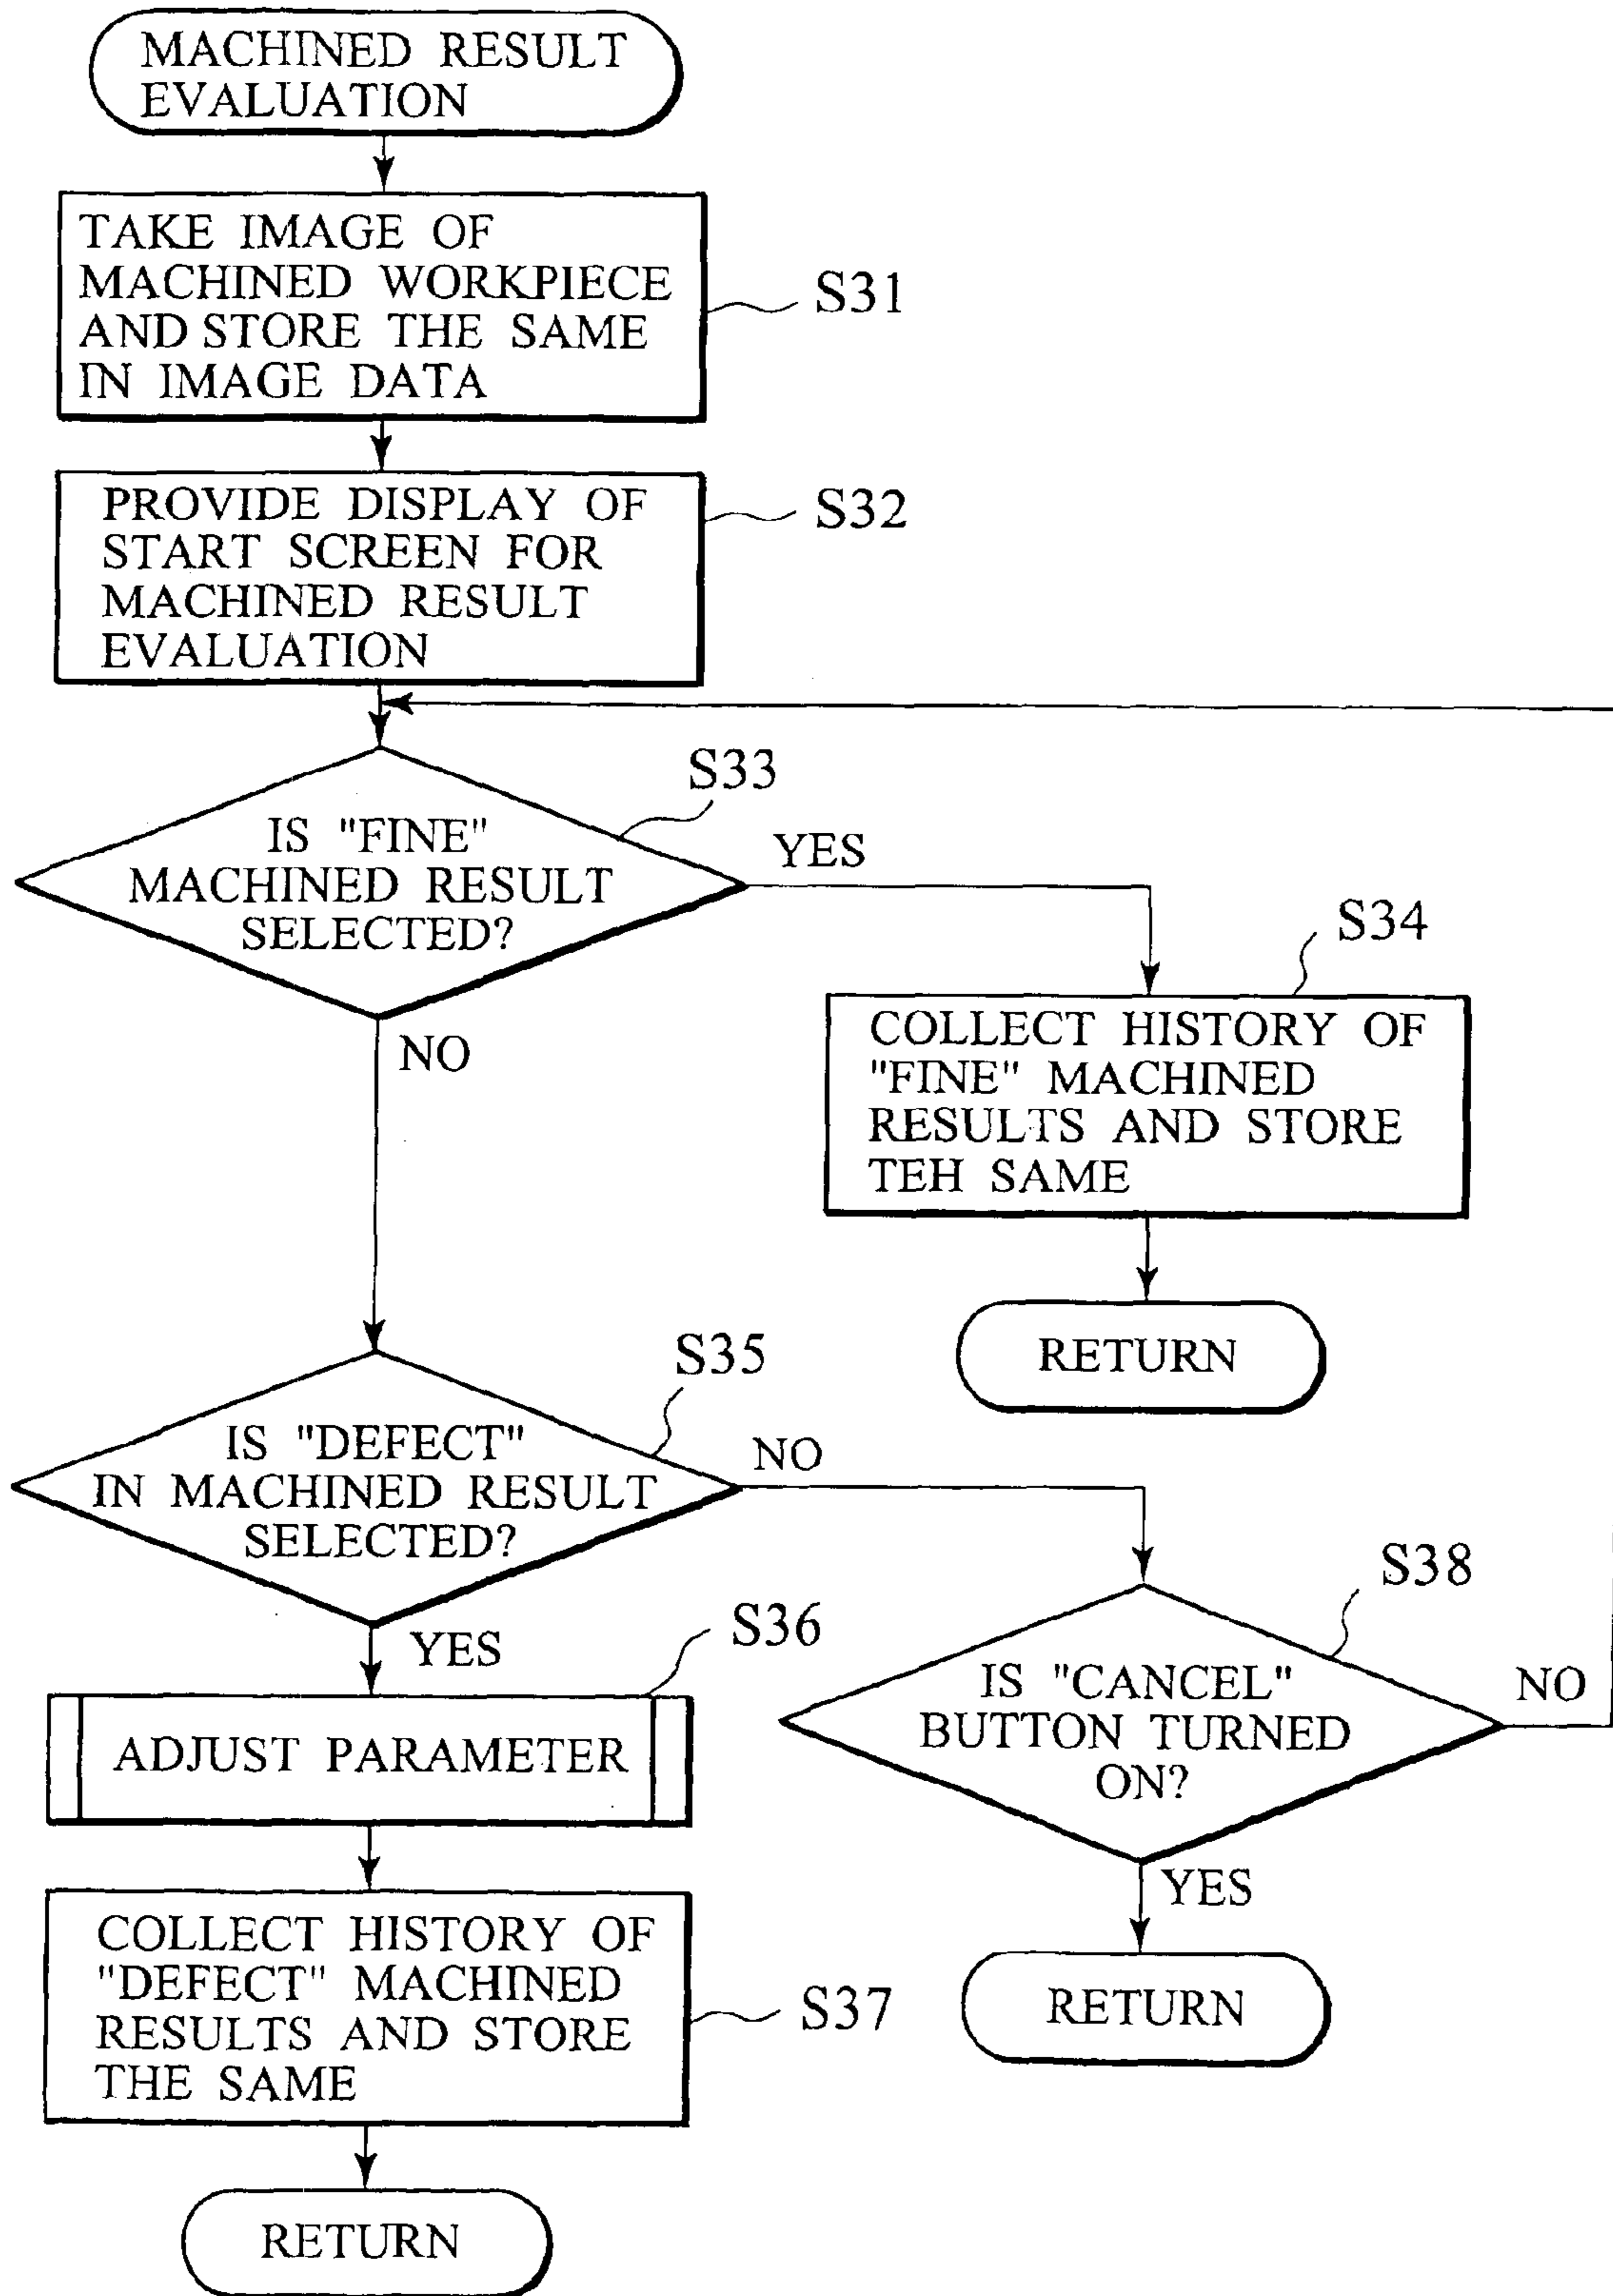 MACHINED RESULT
EVALUATION
TAKE IMAGE OF
MACHINED WORKPIECE
AND STORE THE SAME
IN IMAGE DATA
S31
PROVIDE DISPLAY OF
START SCREEN FOR
MACHINED RESULT
EVALUATION
S32
S33
IS "FINE"
MACHINED RESULT
SELECTED?
YES
NO
S34
COLLECT HISTORY OF
"FINE" MACHINED
RESULTS AND STORE
TEH SAME
RETURN
S35
IS "DEFECT"
IN MACHINED RESULT
SELECTED?
NO
YES
S36
ADJUST PARAMETER
S38
IS "CANCEL"
BUTTON TURNED
ON?
NO
YES
RETURN
COLLECT HISTORY OF
"DEFECT" MACHINED
RESULTS AND STORE
THE SAME
S37
RETURN